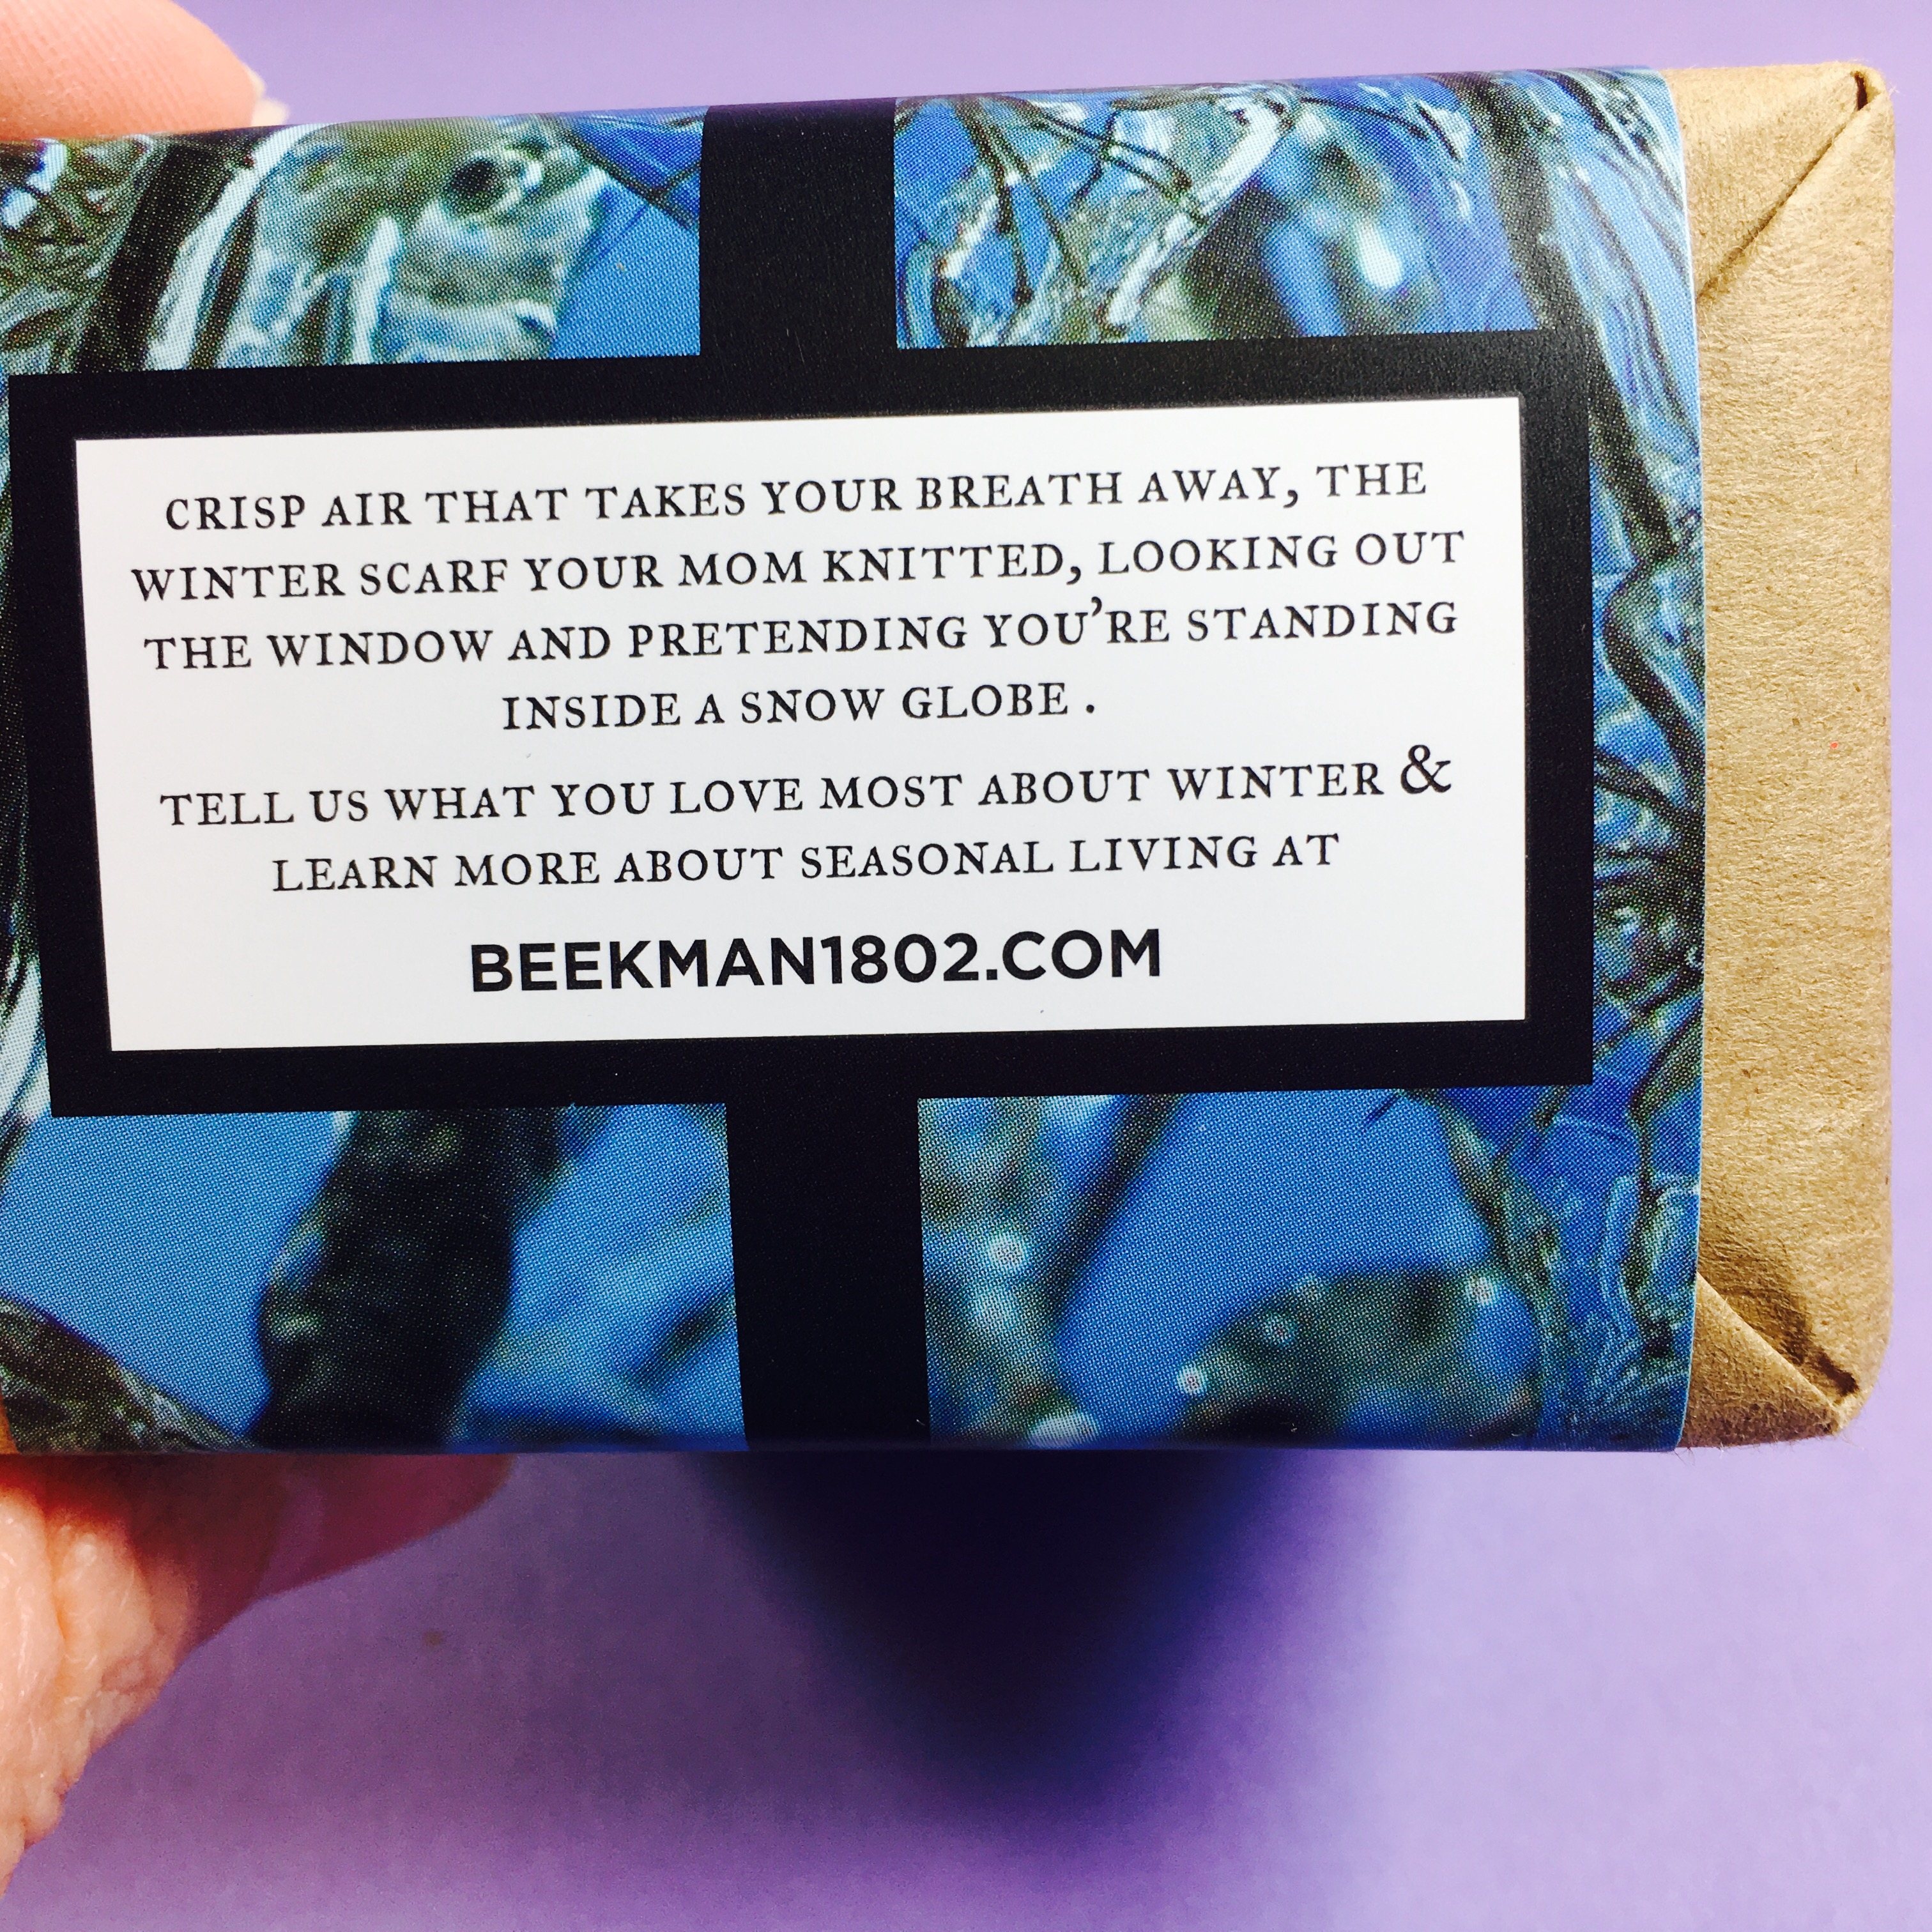 CRISP AIR THAT TAKES YOUR BREATH AWAY, THE
WINTER SCARF YOUR MOM KNITTED, LOOKING OUT
THE WINDOW AND PRETENDING YOU'RE STANDING
INSIDE A SNOW GLOBE .
TELL US WHAT YOU LOVE MOST ABOUT WINTER &
LEARN MORE ABOUT SEASONAL LIVING AT
BEEKMAN1802.COM